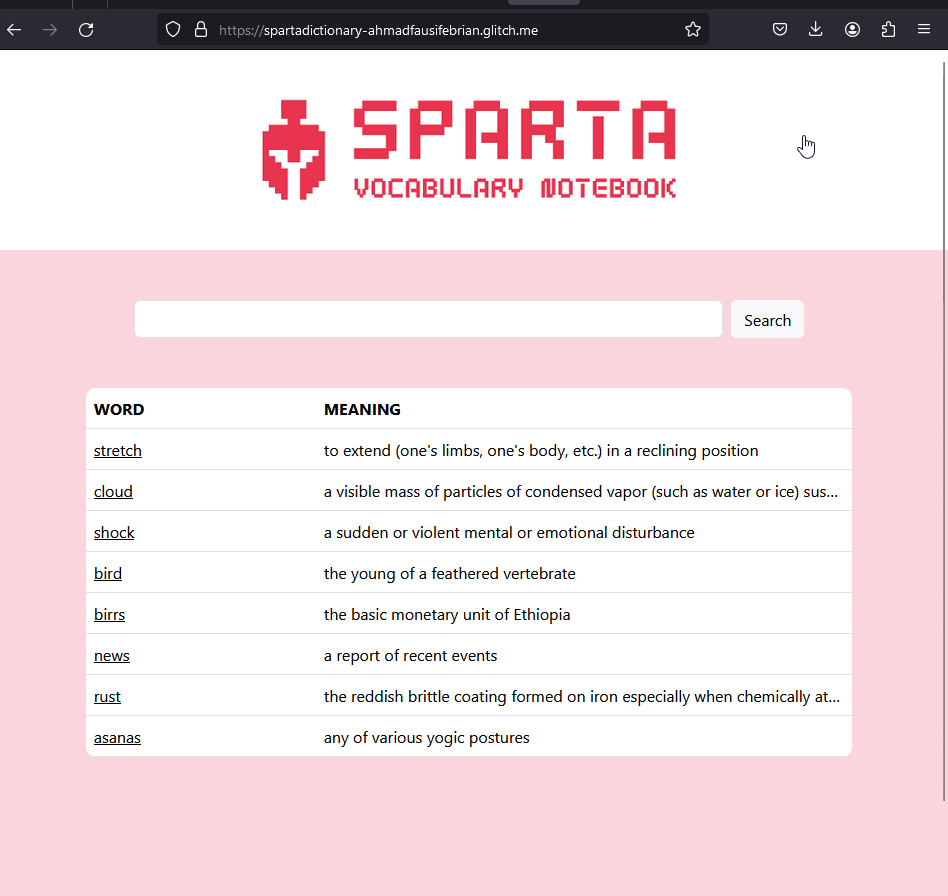 https://spartadictionary-ahmadfausifebrian.glitch.me
SPARTA
VOCABULARY NOTEBOOK
Search
WORD MEANING
stretch to extend (one's limbs, one's body, etc.) in a reclining position
cloud a visible mass of particles of condensed vapor (such as water or ice) sus...
shock a sudden or violent mental or emotional disturbance
bird the young of a feathered vertebrate
birrs the basic monetary unit of Ethiopia
news a report of recent events
rust the reddish brittle coating formed on iron especially when chemically at...
asanas any of various yogic postures